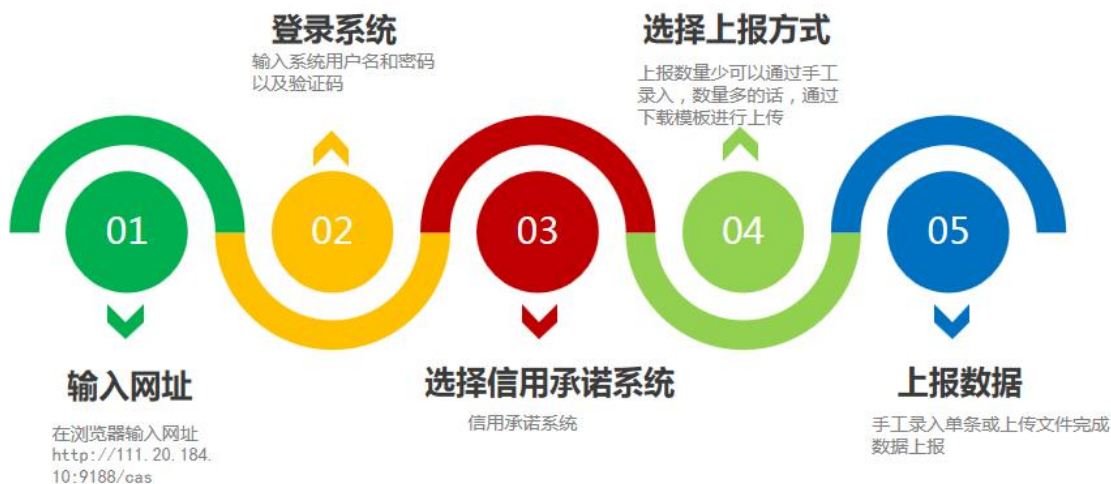 登录系统
输入系统用户名和密码
以及验证码
选择上报方式
上报数量少可以通过手工
录入，数量多的话，通过
下载模板进行上传
01
02
03
04
05
输入网址
在浏览器输入网址
http://111.20.184.
10:9188/cas
选择信用承诺系统
信用承诺系统
上报数据
手工录入单条或上传文件完成
数据上报